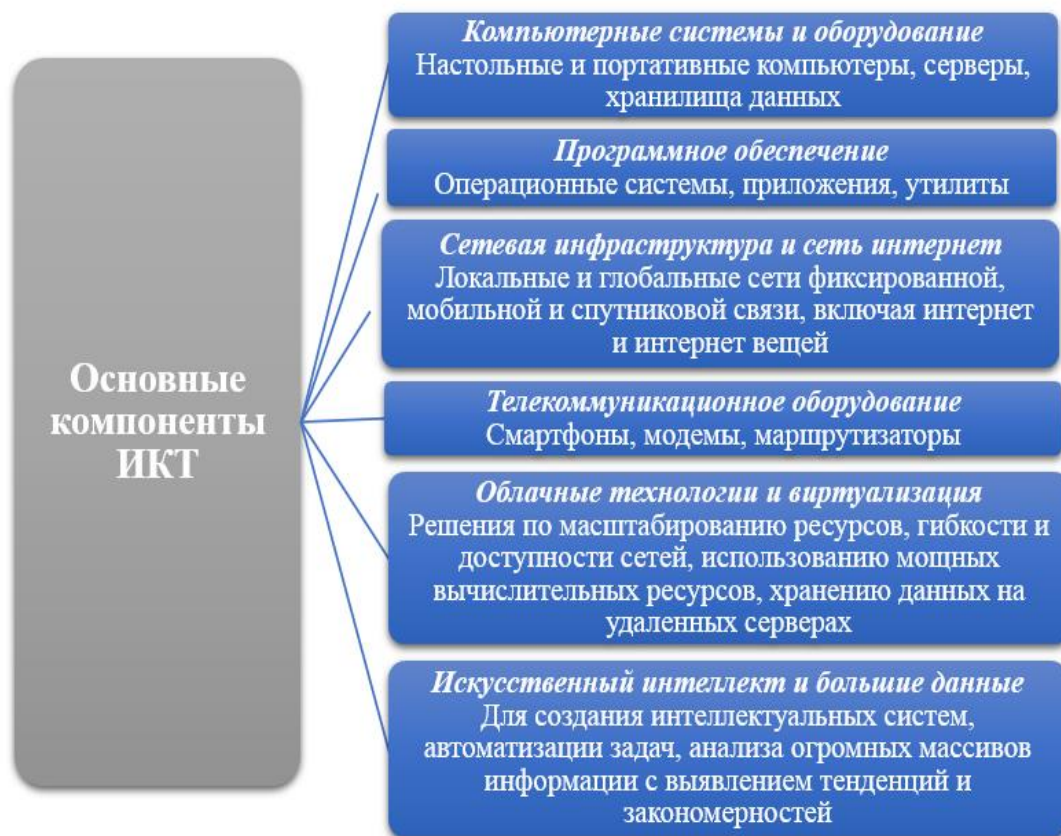 Основные
компоненты
ИКТ
Компьютерные системы и оборудование
Настольные и портативные компьютеры, серверы,
хранилища данных
Программное обеспечение
Операционные системы, приложения, утилиты
Сетевая инфраструктура и сеть интернет
Локальные и глобальные сети фиксированной,
мобильной и спутниковой связи, включая интернет
и интернет вещей
Телекоммуникационное оборудование
Смартфоны, модемы, маршрутизаторы
Облачные технологии и виртуализация
Решения по масштабированию ресурсов, гибкости и
доступности сетей, использованию мощных
вычислительных ресурсов, хранению данных на
удаленных серверах
Искусственный интеллект и большие данные
Для создания интеллектуальных систем,
автоматизации задач, анализа огромных массивов
информации с выявлением тенденций и
закономерностей